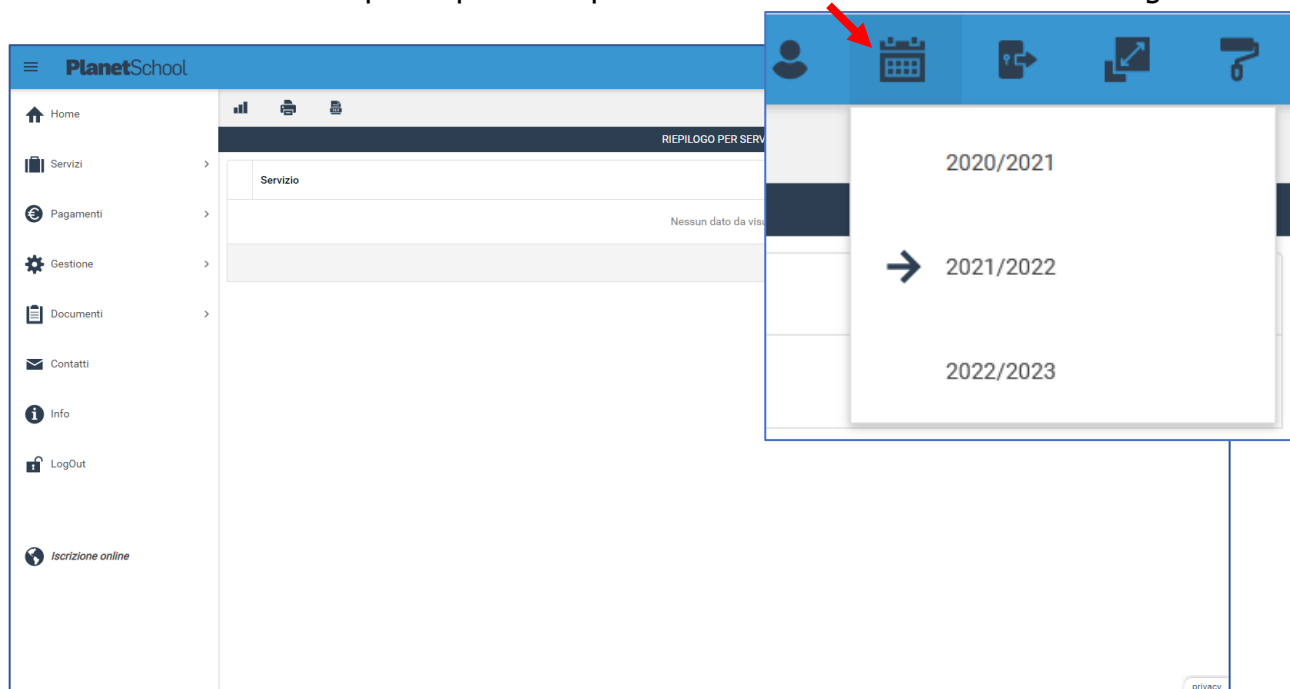 PlanetSchool
Home
Servizi
Pagamenti
Gestione
Documenti
Contatti
Info
LogOut
Iscrizione online
RIEPILOGO PER SERV
Servizio
Nessun dato da visu
2020/2021
2021/2022
2022/2023
privacy